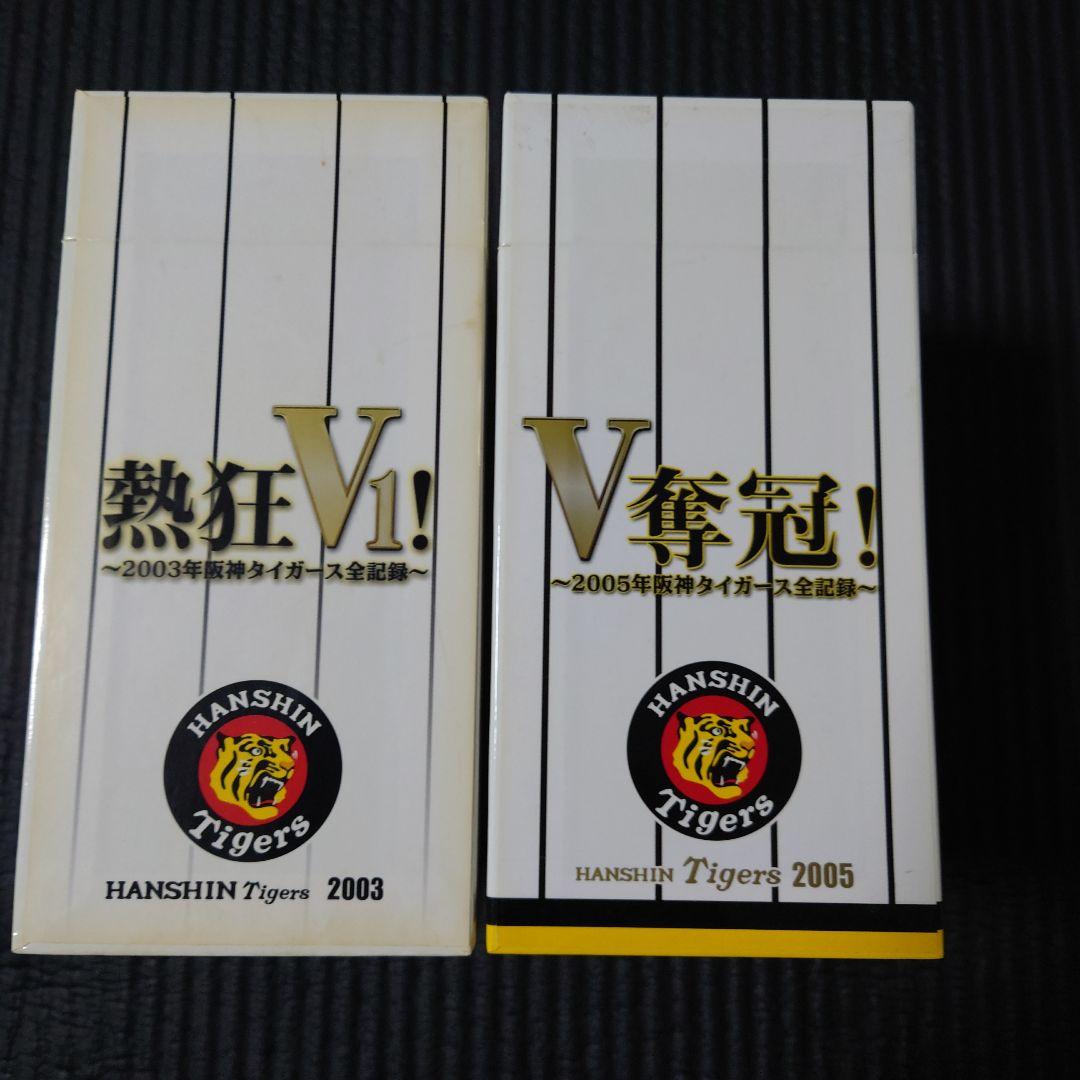 熱狂V1!
～2003年阪神タイガース全記録～
HANSHIN
Tigers
HANSHIN Tigers 2003
V奪冠!
～2005年阪神タイガース全記録～
HANSHIN
Tigers
HANSHIN Tigers 2005